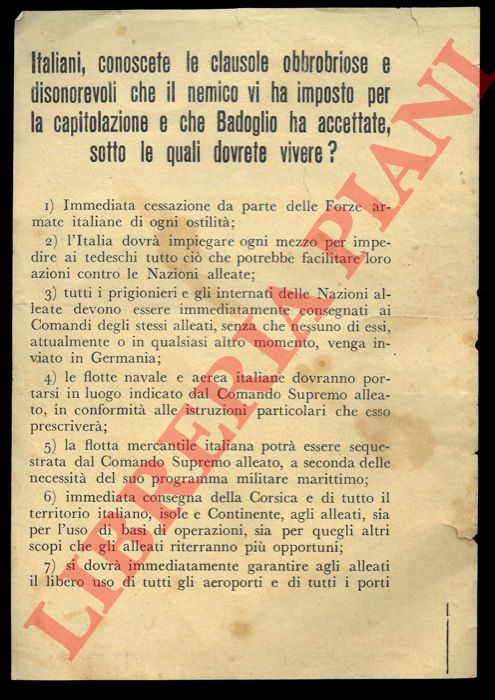 Italiani, conoscete le clausole obbrobriose e
disonorevoli che il nemico vi ha imposto per
la capitolazione e che Badoglio ha accettate,
sotto le quali dovrete vivere?
1) Immediata cessazione da parte delle Forze ar-
mate italiane di ogni ostilità;
2) l'Italia dovrà impiegare ogni mezzo per impe-
dire ai tedeschi tutto ciò che potrebbe facilitare loro
azioni contro le Nazioni alleate;
3) tutti i prigionieri e gli internati delle Nazioni al-
leate devono essere immediatamente consegnati ai
Comandi degli stessi alleati, senza che nessuno di essi,
attualmente o in qualsiasi altro momento, venga in-
viato in Germania;
4) le flotte navale e aerea italiane dovranno por-
tarsi in luogo indicato dal Comando Supremo allea-
to, in conformità alle istruzioni particolari che esso
prescriverà;
5) la flotta mercantile italiana potrà essere seque-
strata dal Comando Supremo alleato, a seconda delle
necessità del suo programma militare marittimo;
6) immediata consegna della Corsica e di tutto il
territorio italiano, isole e Continente, agli alleati, sia
per l'uso di basi di operazioni, sia per quegli altri
scopi che gli alleati riterranno più opportuni;
7) si dovrà immediatamente garantire agli alleati
il libero uso di tutti gli aeroporti e di tutti i porti
LIBRERIA PIANI